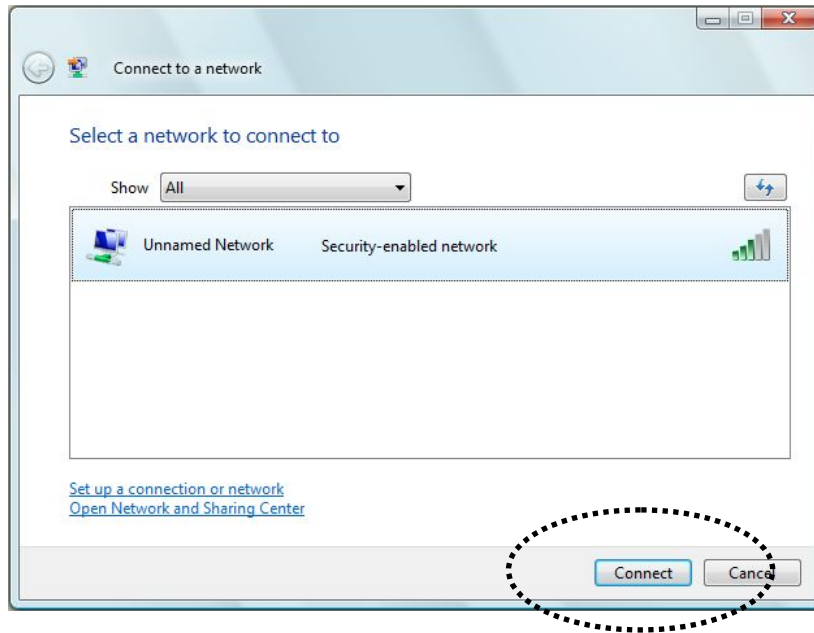 Connect to a network
Select a network to connect to
Show All
Unnamed Network Security-enabled network
Set up a connection or network
Open Network and Sharing Center
Connect Cancel